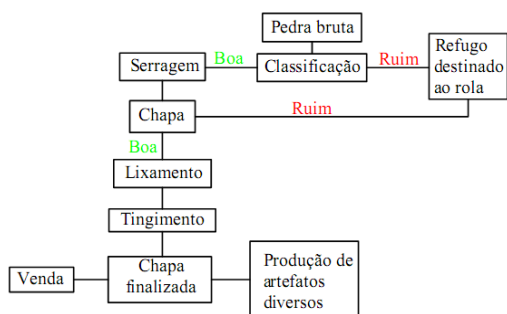 Pedra bruta
Serragem
Boa
Classificação
Ruim
Refugo
destinado
ao rola
Chapa
Ruim
Boa
Lixamento
Tingimento
Venda
Chapa
finalizada
Produção de
artefatos
diversos